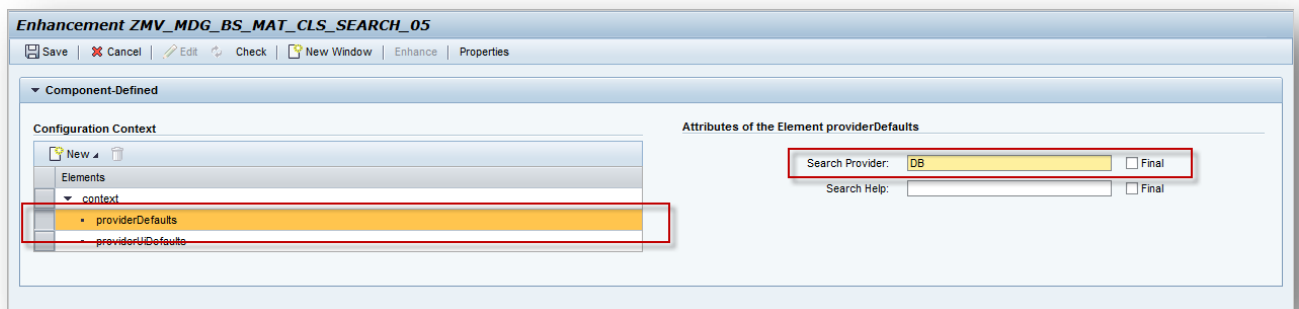 Enhancement ZMV_MDG_BS_MAT_CLS_SEARCH_05
Save Cancel Edit Check New Window Enhance Properties
Component-Defined
Configuration Context
New
Elements
context
providerDefaults
providerUiDefaults
Attributes of the Element providerDefaults
Search Provider: DB Final
Search Help: Final